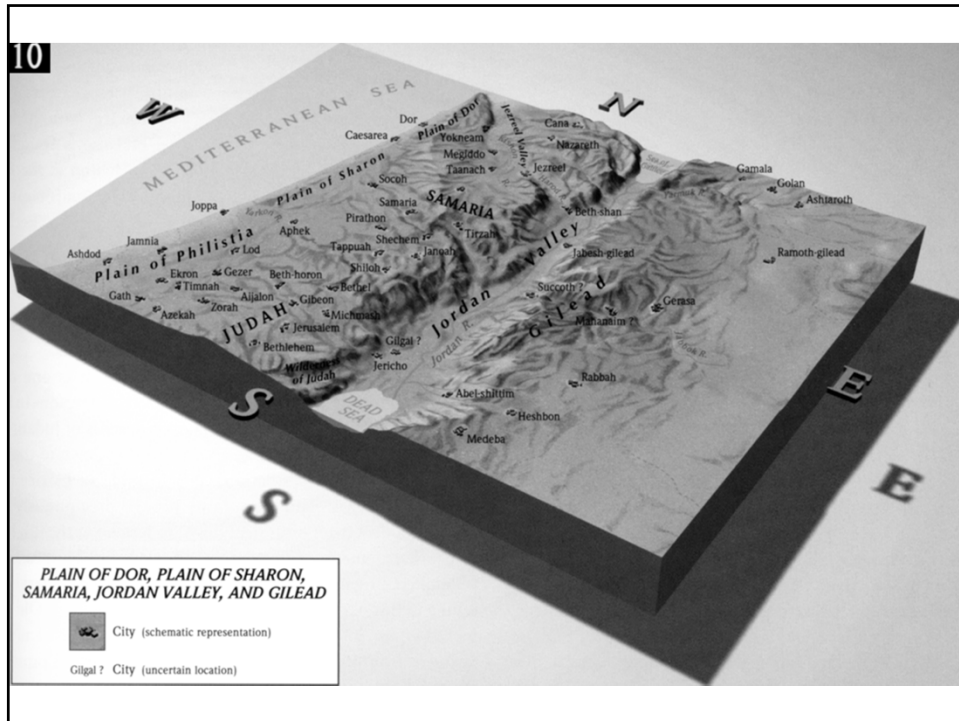 10
W
N
MEDITERRANEAN SEA
Dor
Plain of Dor
Jezreel Valley
Cana
Caesarea
Yokneam
Nazareth
Megiddo
Plain of Sharon
Taanach
Jezreel
Gamala
Golan
Socoh
Ashtaroth
SAMARIA
Joppa
Samaria
Beth-shan
Pirathon
Aphek
Shechem
Tirzah
Jamnia
Plain of Philistia
Lod
Tappuah
Janoah
Jabesh-gilead
Ramoth-gilead
Ashdod
Shiloh
Jordan Valley
Ekron
Gezer
Beth-horon
Succoth ?
Timnah
Bethel
Gilead
Gath
Aijalon
Gibeon
Gerasa
Azekah
Zorah
Michmash
Mahanaim ?
JUDAH
Jerusalem
Jordan R.
Gilgal ?
Bethlehem
Jericho
Wilderness
of Judah
Rabbah
E
S
DEAD
SEA
Abel-shittim
Heshbon
Medeba
S
E
PLAIN OF DOR, PLAIN OF SHARON,
SAMARIA, JORDAN VALLEY, AND GILEAD
City (schematic representation)
Gilgal ? City (uncertain location)